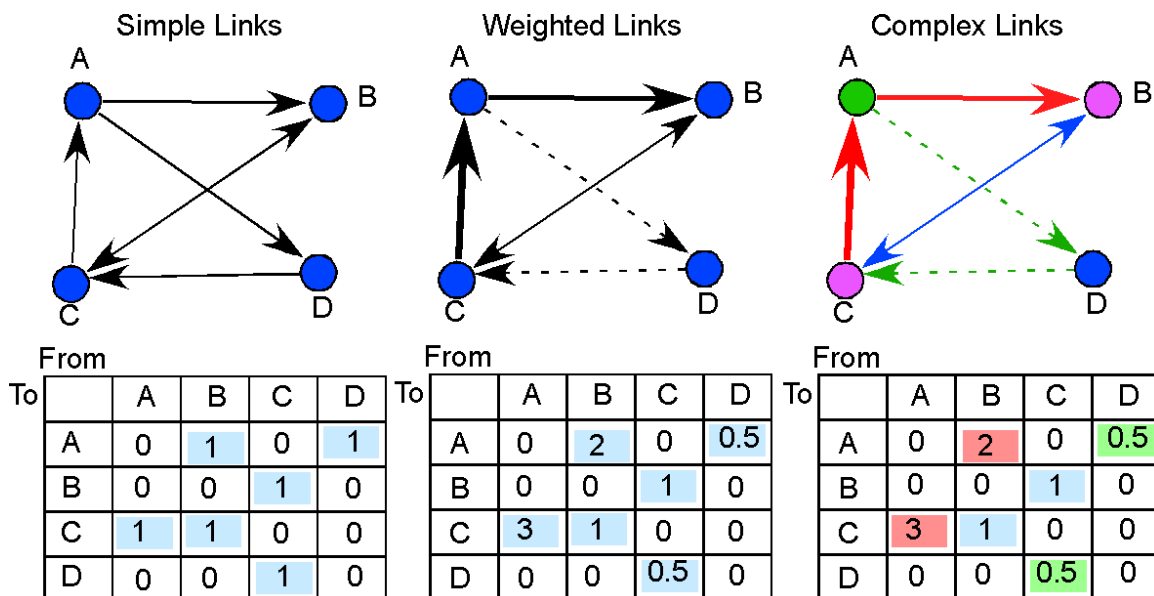 Simple Links
A
B
C
D
From
To
A B C D
A 0 1 0 1
B 0 0 1 0
C 1 1 0 0
D 0 0 1 0
Weighted Links
A
B
C
D
From
To
A B C D
A 0 2 0 0.5
B 0 0 1 0
C 3 1 0 0
D 0 0 0.5 0
Complex Links
A
B
C
D
From
To
A B C D
A 0 2 0 0.5
B 0 0 1 0
C 3 1 0 0
D 0 0 0.5 0